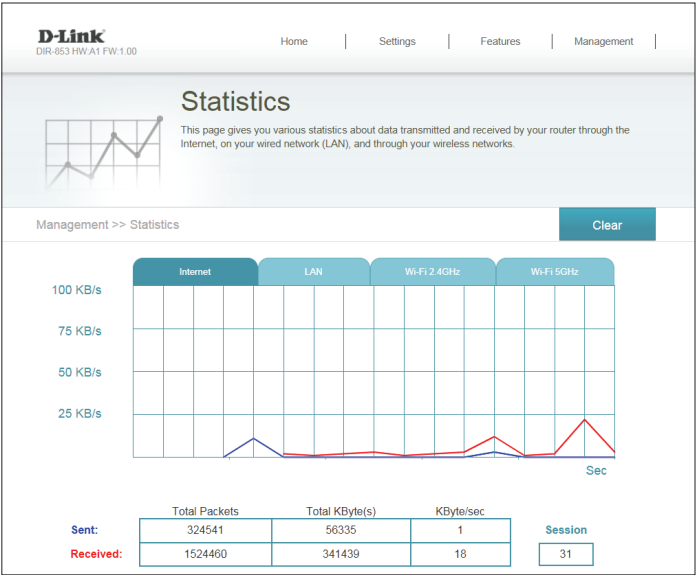 D-Link
DIR-853 HW:A1 FW:1.00
Home Settings Features Management
Statistics
This page gives you various statistics about data transmitted and received by your router through the
Internet, on your wired network (LAN), and through your wireless networks.
Management >> Statistics
Clear
Internet LAN Wi-Fi 2.4GHz Wi-Fi 5GHz
100 KB/s
75 KB/s
50 KB/s
25 KB/s
Sec
Total Packets Total KByte(s) KByte/sec
Sent: 324541 56335 1 Session
Received: 1524460 341439 18 31